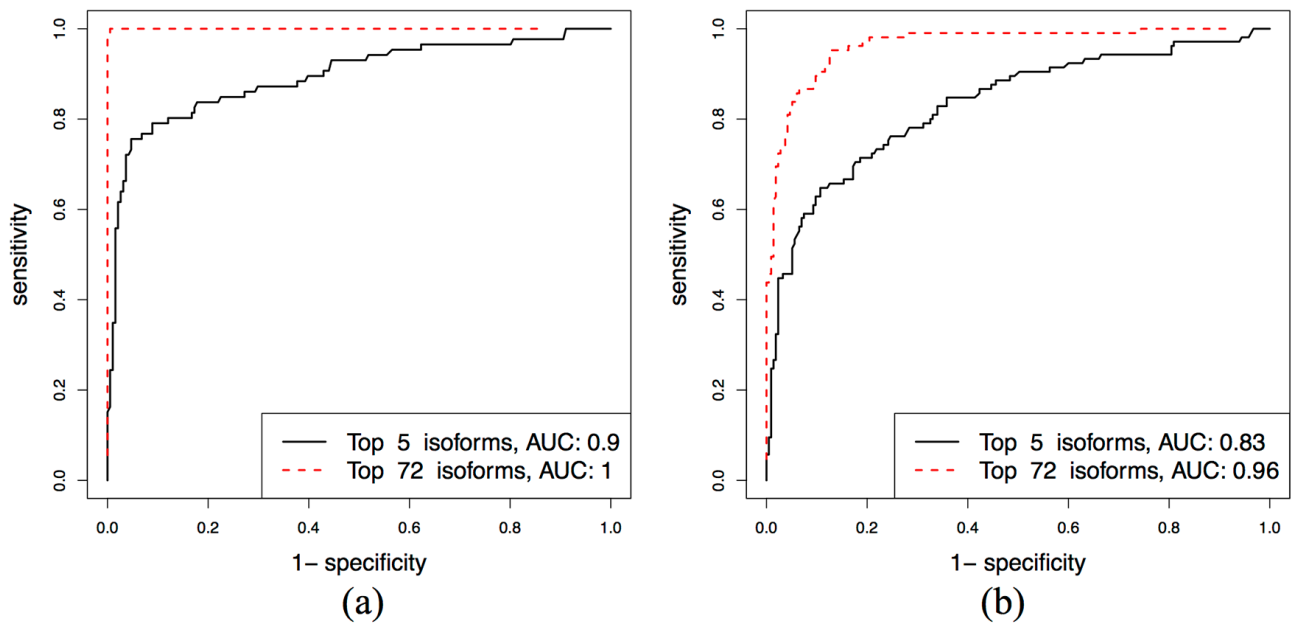 1.0
0.8
0.6
0.4
0.2
0.0
sensitivity
Top 5 isoforms, AUC: 0.9
Top 72 isoforms, AUC: 1
0.0 0.2 0.4 0.6 0.8 1.0
1− specificity
(a)
1.0
0.8
0.6
0.4
0.2
0.0
sensitivity
Top 5 isoforms, AUC: 0.83
Top 72 isoforms, AUC: 0.96
0.0 0.2 0.4 0.6 0.8 1.0
1− specificity
(b)